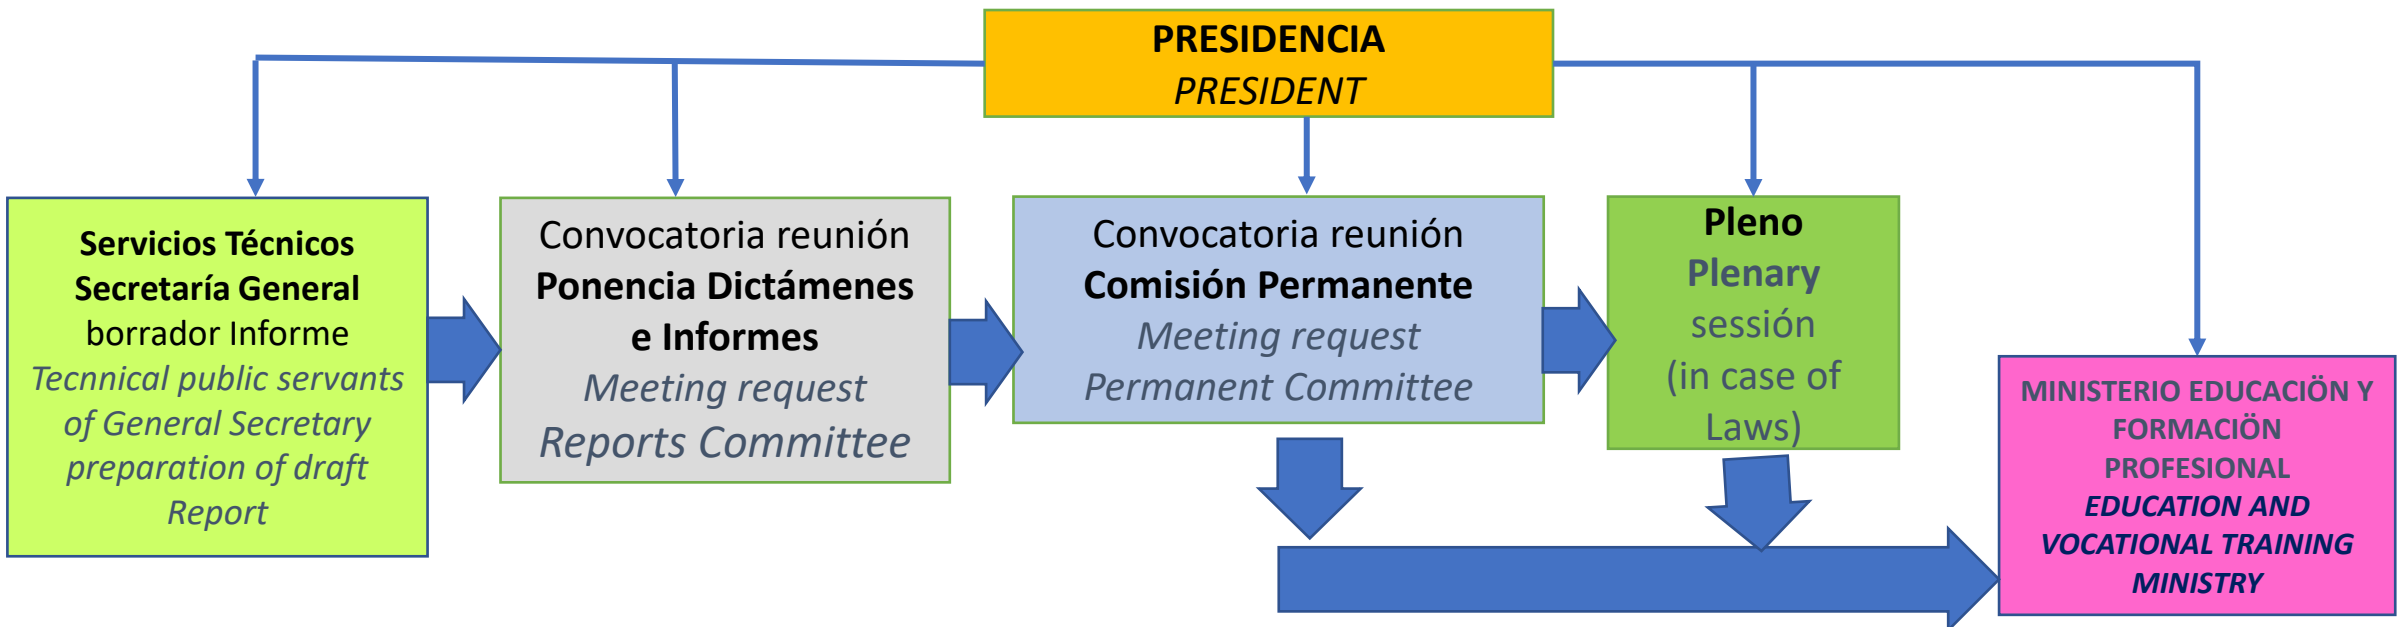 PRESIDENCIA
PRESIDENT
Servicios Técnicos
Secretaría General
borrador Informe
Tecnnical public servants
of General Secretary
preparation of draft
Report
Convocatoria reunión
Ponencia Dictámenes
e Informes
Meeting request
Reports Committee
Convocatoria reunión
Comisión Permanente
Meeting request
Permanent Committee
Pleno
Plenary
sessión
(in case of
Laws)
MINISTERIO EDUCACIÖN Y
FORMACIÖN
PROFESIONAL
EDUCATION AND
VOCATIONAL TRAINING
MINISTRY